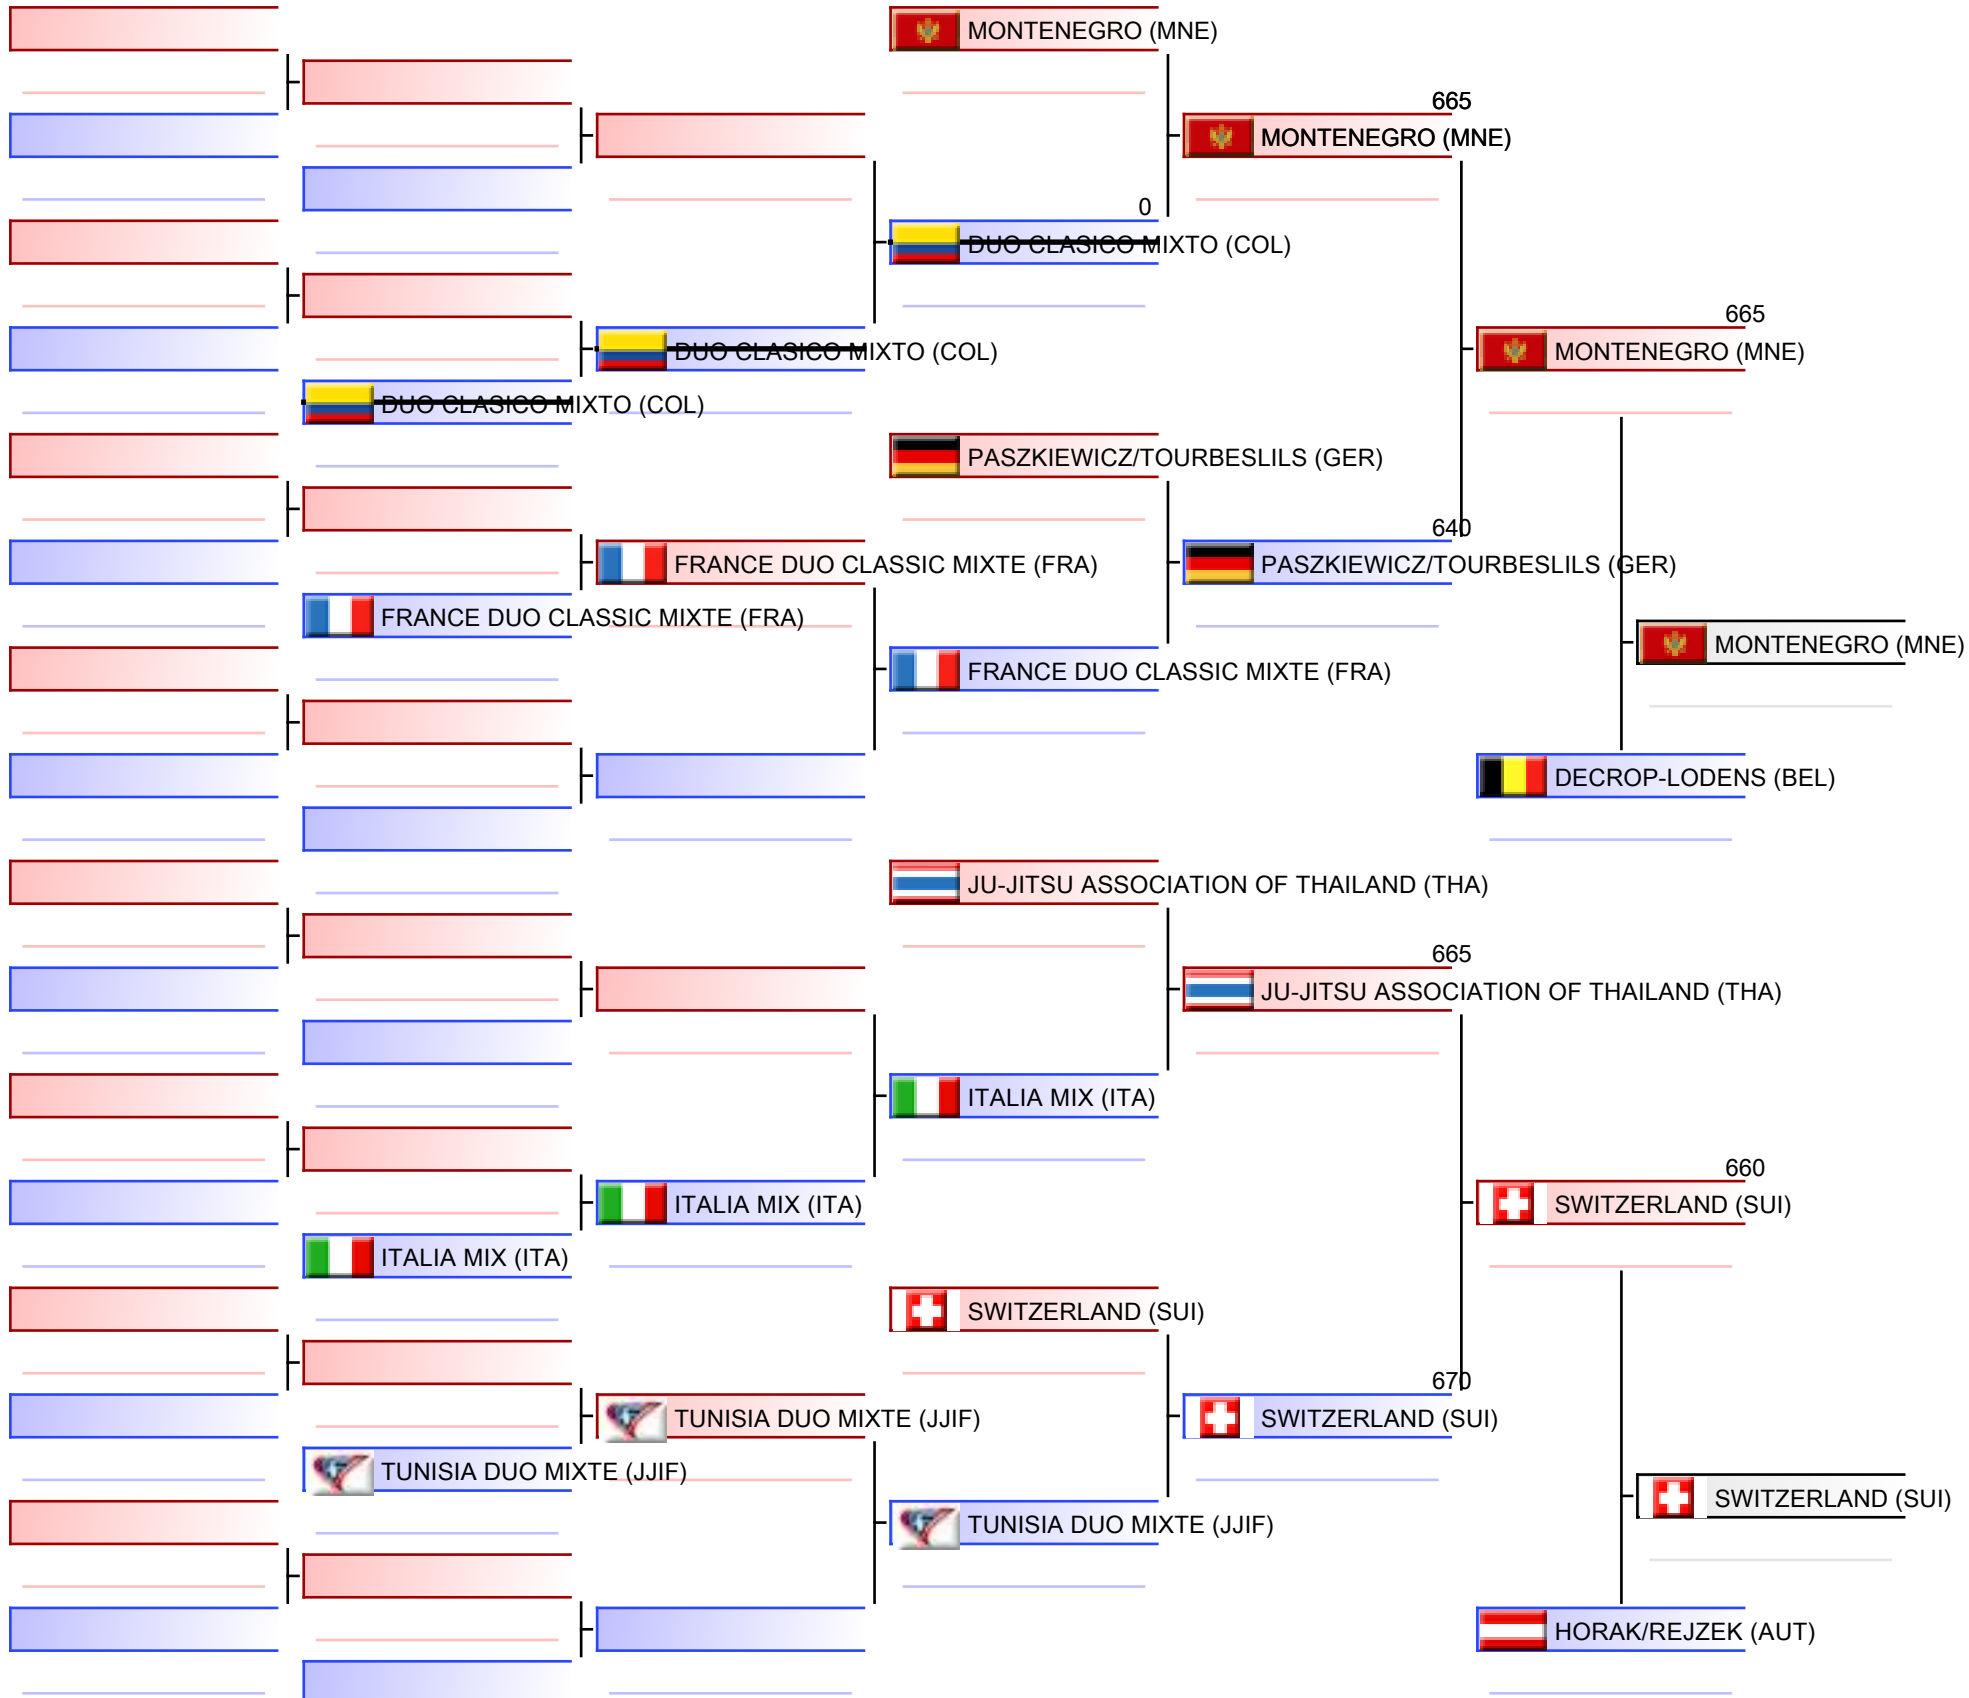 MONTENEGRO (MNE)
665
MONTENEGRO (MNE)
0
DUO CLASICO MIXTO (COL)
665
MONTENEGRO (MNE)
DUO CLASICO MIXTO (COL)
DUO CLASICO MIXTO (COL)
PASZKIEWICZ/TOURBESLILS (GER)
640
FRANCE DUO CLASSIC MIXTE (FRA)
PASZKIEWICZ/TOURBESLILS (GER)
FRANCE DUO CLASSIC MIXTE (FRA)
MONTENEGRO (MNE)
FRANCE DUO CLASSIC MIXTE (FRA)
DECROP-LODENS (BEL)
JU-JITSU ASSOCIATION OF THAILAND (THA)
665
JU-JITSU ASSOCIATION OF THAILAND (THA)
ITALIA MIX (ITA)
660
ITALIA MIX (ITA)
SWITZERLAND (SUI)
ITALIA MIX (ITA)
SWITZERLAND (SUI)
670
TUNISIA DUO MIXTE (JJIF)
SWITZERLAND (SUI)
TUNISIA DUO MIXTE (JJIF)
SWITZERLAND (SUI)
TUNISIA DUO MIXTE (JJIF)
HORAK/REJZEK (AUT)